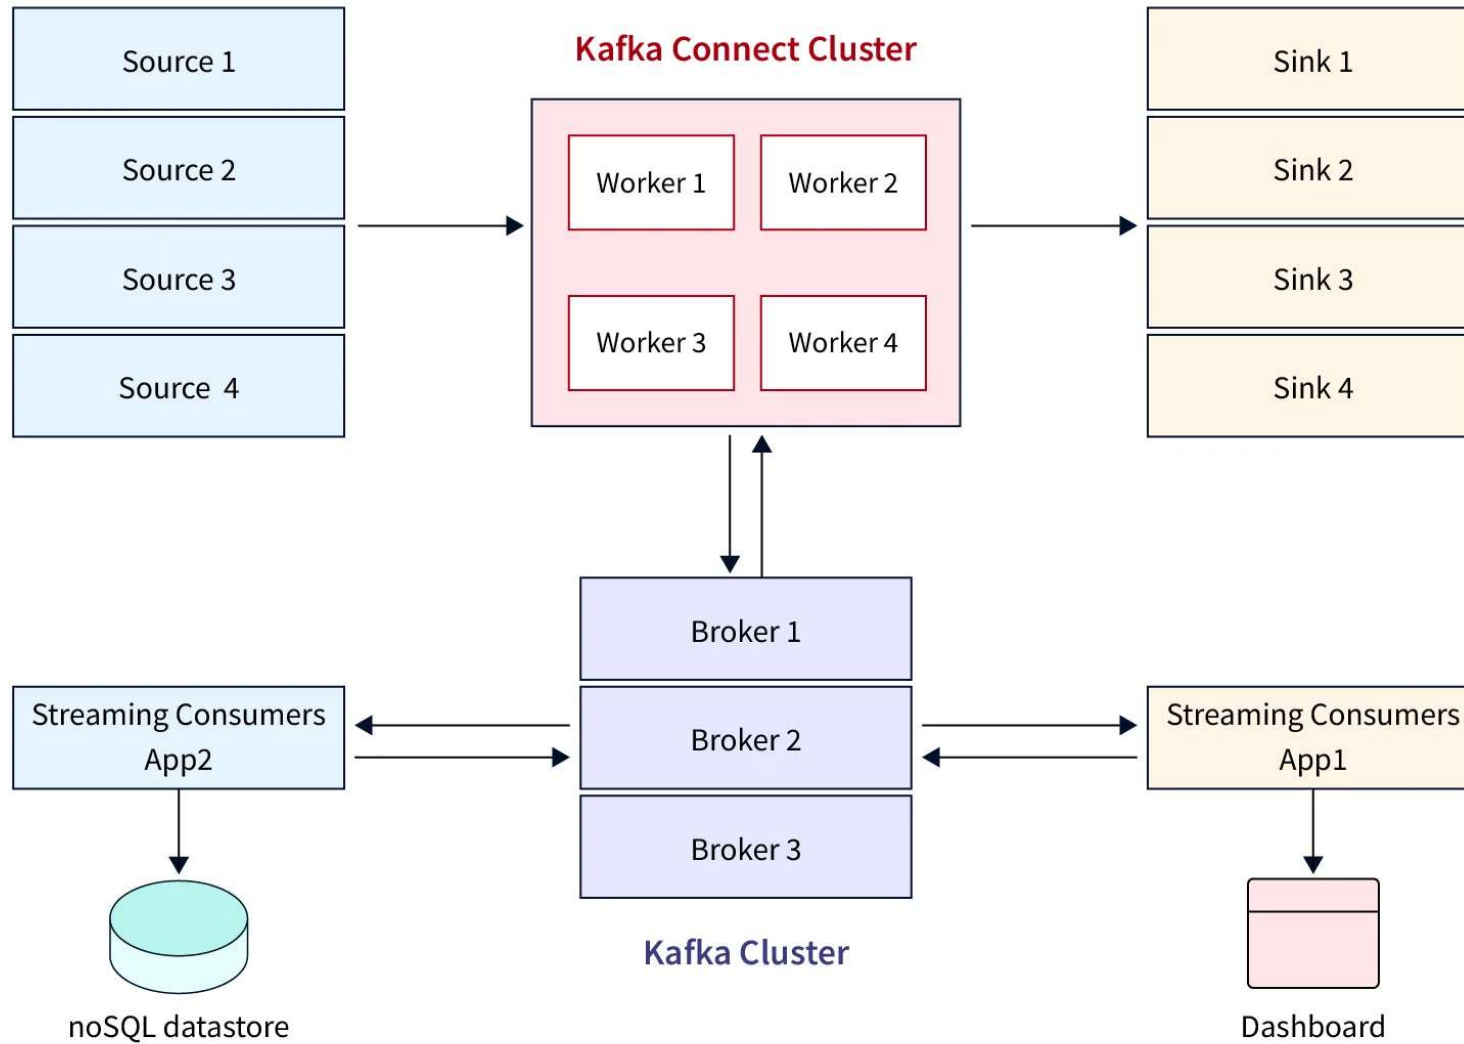 Source 1
Source 2
Source 3
Source 4
Kafka Connect Cluster
Worker 1
Worker 2
Worker 3
Worker 4
Sink 1
Sink 2
Sink 3
Sink 4
Broker 1
Broker 2
Broker 3
Kafka Cluster
Streaming Consumers
App2
noSQL datastore
Streaming Consumers
App1
Dashboard